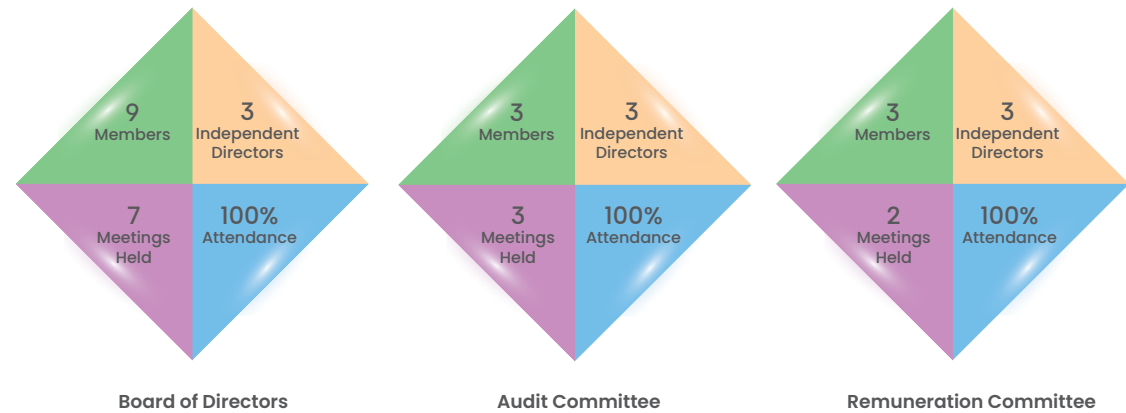 9
Members
3
Independent
Directors
7
Meetings
Held
100%
Attendance
Board of Directors
3
Members
3
Independent
Directors
3
Meetings
Held
100%
Attendance
Audit Committee
3
Members
3
Independent
Directors
2
Meetings
Held
100%
Attendance
Remuneration Committee